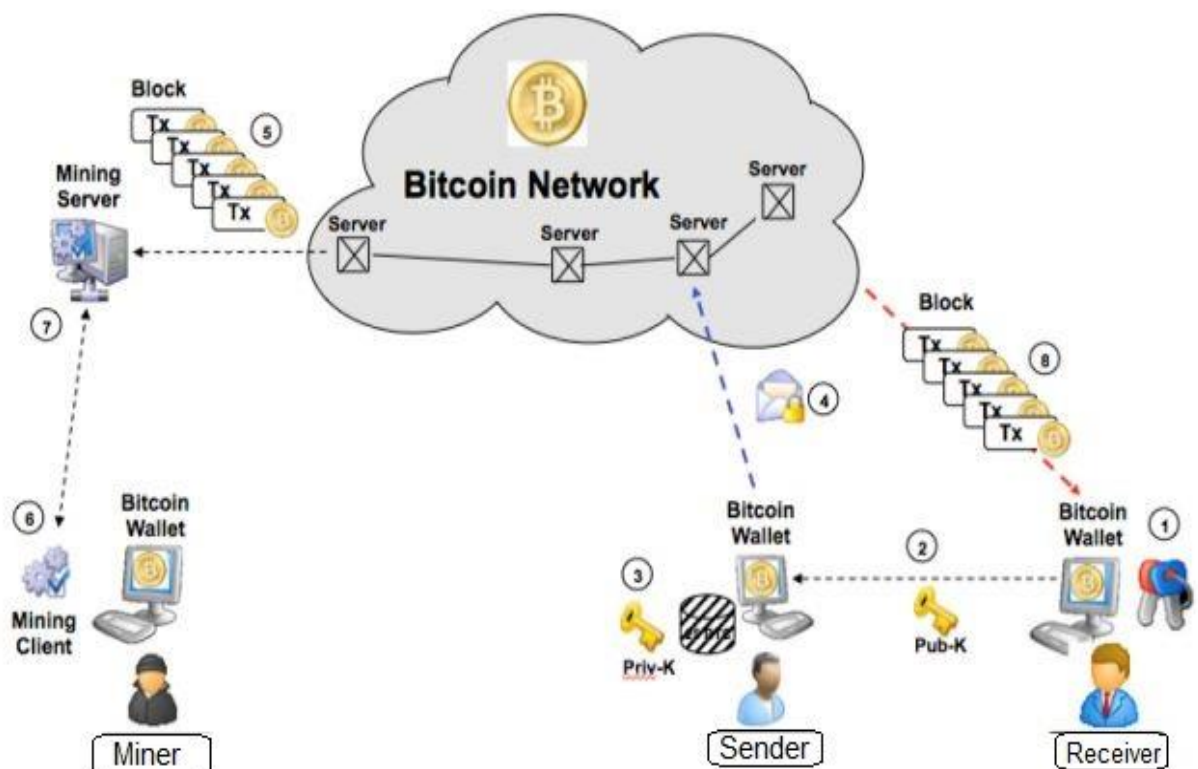 Block
5
Tx
Tx
Tx
Tx
Tx
Mining
Server
Bitcoin Network
Server
Server
Server
Server
7
Block
8
Tx
Tx
Tx
Tx
Tx
4
6
Mining
Client
Bitcoin
Wallet
Miner
Bitcoin
Wallet
3
Priv-K
Sender
2
Pub-K
Bitcoin
Wallet
1
Receiver